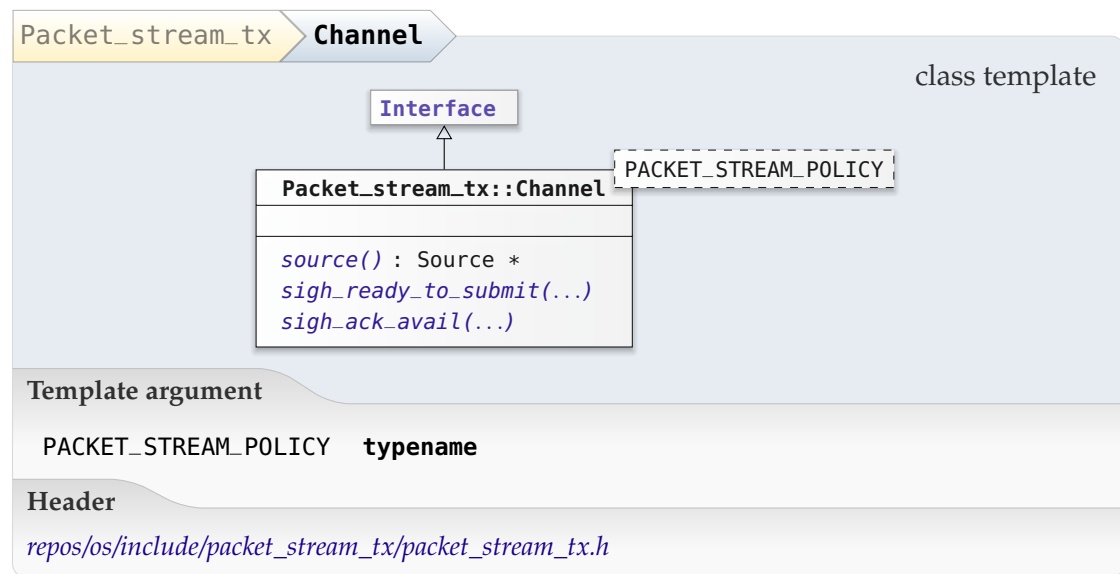 Packet_stream_tx Channel
class template
Interface
PACKET_STREAM_POLICY
Packet_stream_tx::Channel
source() : Source *
sigh_ready_to_submit(...)
sigh_ack_avail(...)
Template argument
PACKET_STREAM_POLICY typename
Header
repos/os/include/packet_stream_tx/packet_stream_tx.h